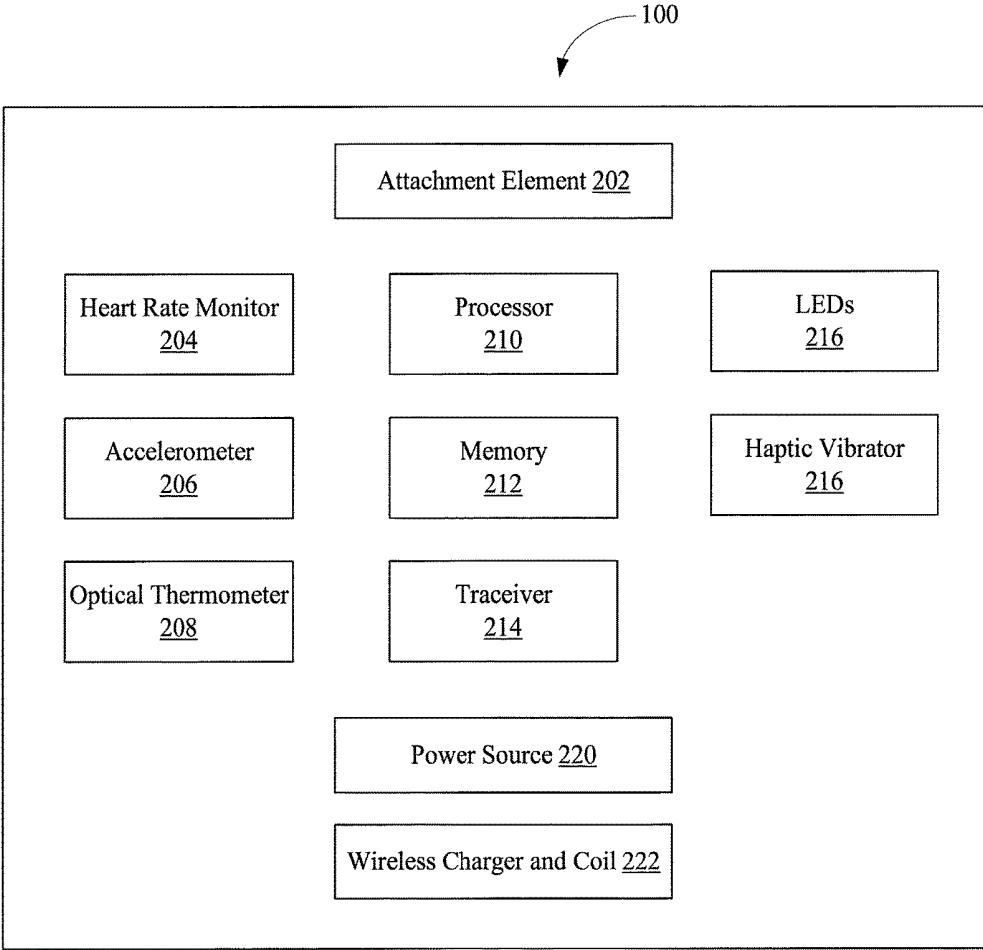 100
Attachment Element 202
Heart Rate Monitor
204
Processor
210
LEDs
216
Accelerometer
206
Memory
212
Haptic Vibrator
216
Optical Thermometer
208
Traceiver
214
Power Source 220
Wireless Charger and Coil 222